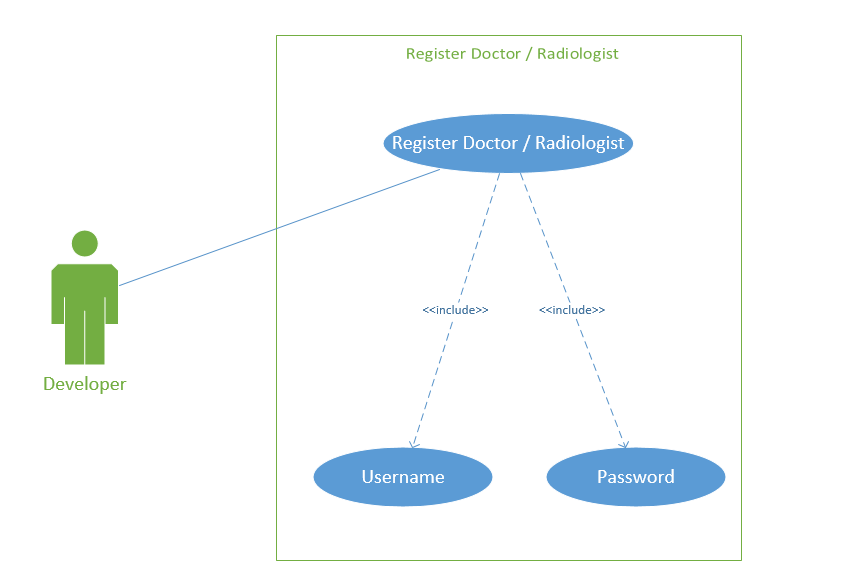 Register Doctor / Radiologist
Register Doctor / Radiologist
<<include>>
<<include>>
Developer
Username
Password